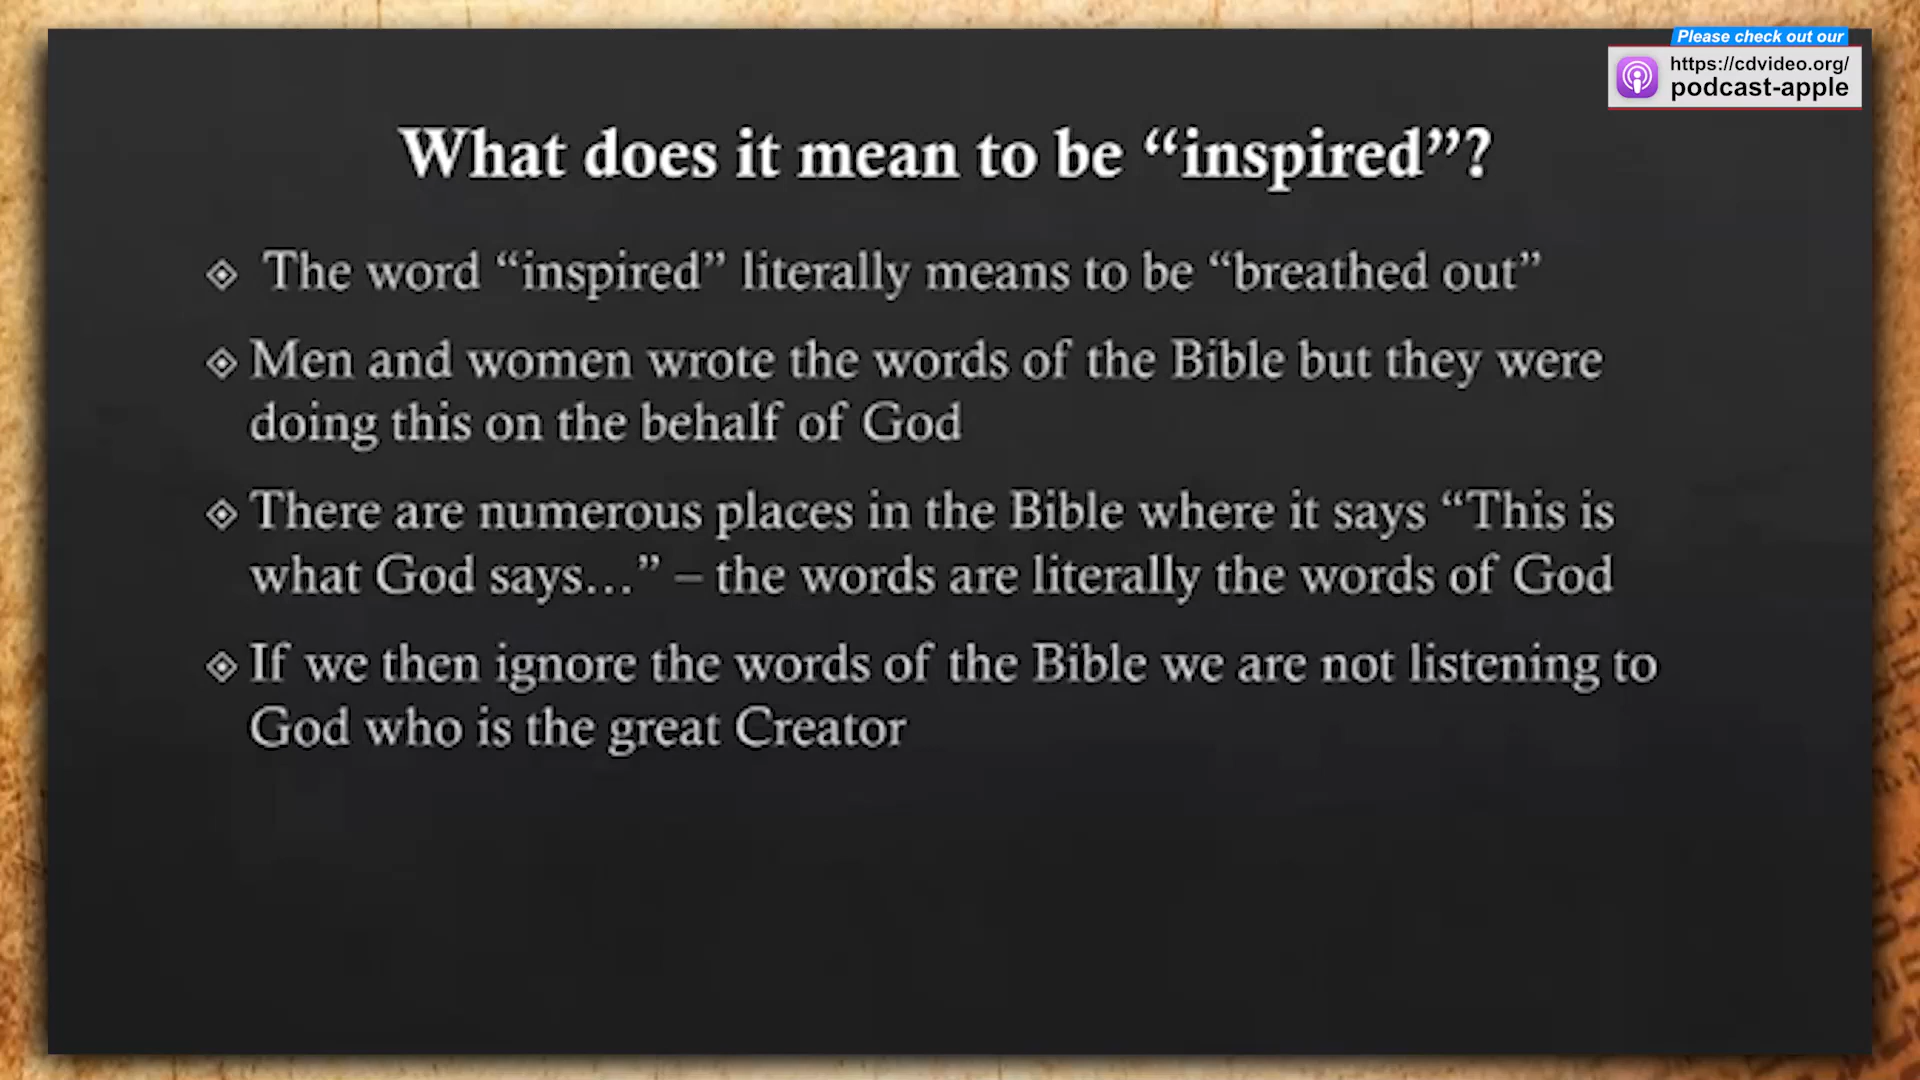 Please check out our
https://cdvideo.org/
podcast-apple
What does it mean to be “inspired”?
The word “inspired” literally means to be “breathed out”
Men and women wrote the words of the Bible but they were
doing this on the behalf of God
There are numerous places in the Bible where it says “This is
what God says…” – the words are literally the words of God
If we then ignore the words of the Bible we are not listening to
God who is the great Creator